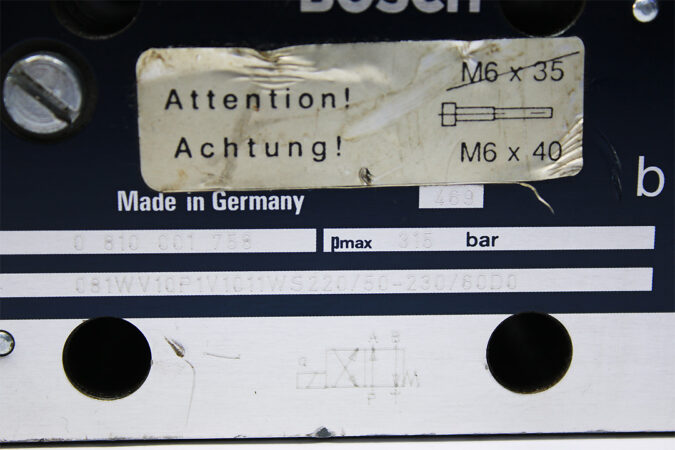 Bosch
Attention!
M6 x 35
Achtung!
M6 x 40
b
Made in Germany
469
0 810 001 758
pmax 315 bar
081WV10P1V1011WS220/50-230/60D0
a
A B
P